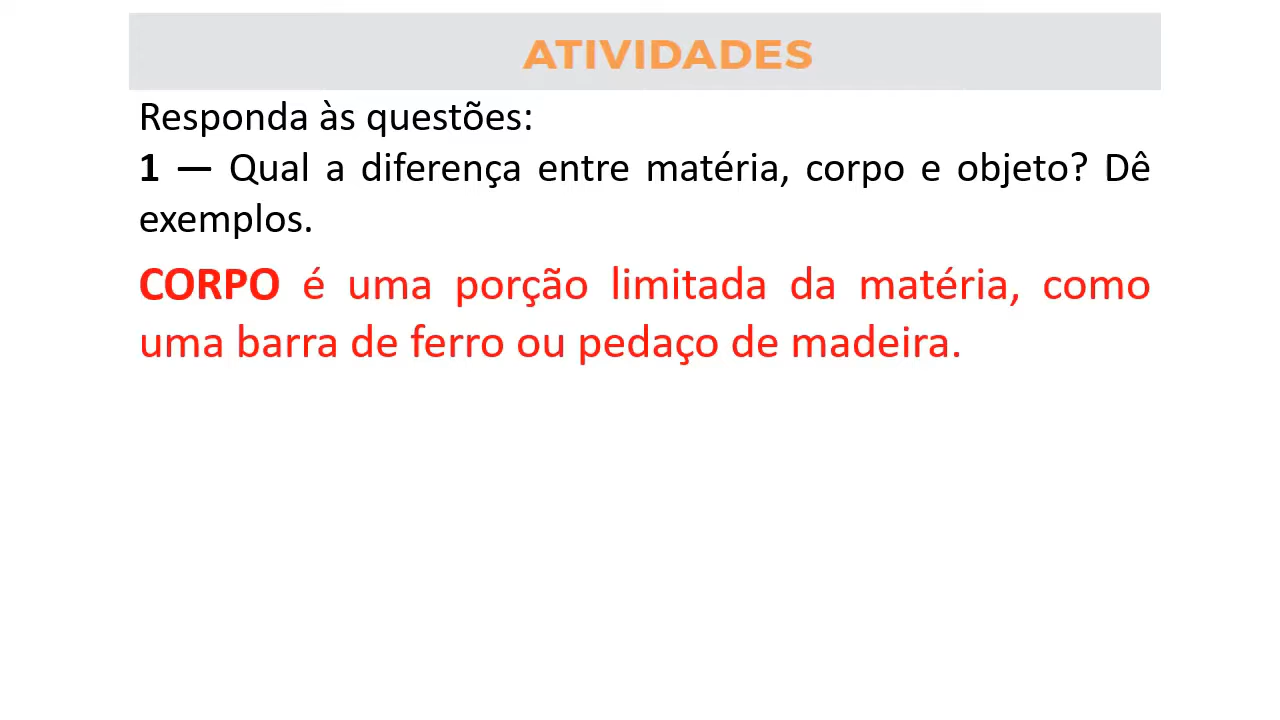 ATIVIDADES
Responda às questões:
1 — Qual a diferença entre matéria, corpo e objeto? Dê
exemplos.
CORPO é uma porção limitada da matéria, como
uma barra de ferro ou pedaço de madeira.